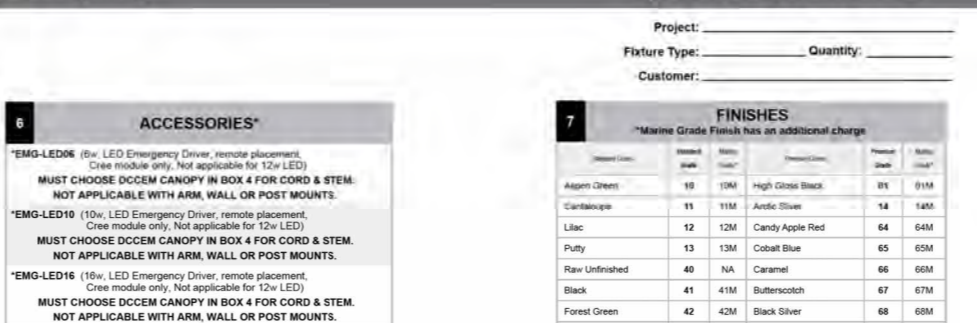 Project:
Fixture Type: Quantity:
Customer:
6 ACCESSORIES*
*EMG-LED06 (6w, LED Emergency Driver, remote placement,
Cree module only, Not applicable for 12w LED)
MUST CHOOSE DCCEM CANOPY IN BOX 4 FOR CORD & STEM.
NOT APPLICABLE WITH ARM, WALL OR POST MOUNTS.
*EMG-LED10 (10w, LED Emergency Driver, remote placement,
Cree module only, Not applicable for 12w LED)
MUST CHOOSE DCCEM CANOPY IN BOX 4 FOR CORD & STEM.
NOT APPLICABLE WITH ARM, WALL OR POST MOUNTS.
*EMG-LED16 (16w, LED Emergency Driver, remote placement,
Cree module only, Not applicable for 12w LED)
MUST CHOOSE DCCEM CANOPY IN BOX 4 FOR CORD & STEM.
NOT APPLICABLE WITH ARM, WALL OR POST MOUNTS.
7 FINISHES
*Marine Grade Finish has an additional charge
Aspen Green 10 10M High Gloss Black 01 01M
Cantaloupe 11 11M Arctic Silver 14 14M
Lilac 12 12M Candy Apple Red 64 64M
Putty 13 13M Cobalt Blue 65 65M
Raw Unfinished 40 NA Caramel 66 66M
Black 41 41M Butterscotch 67 67M
Forest Green 42 42M Black Silver 68 68M